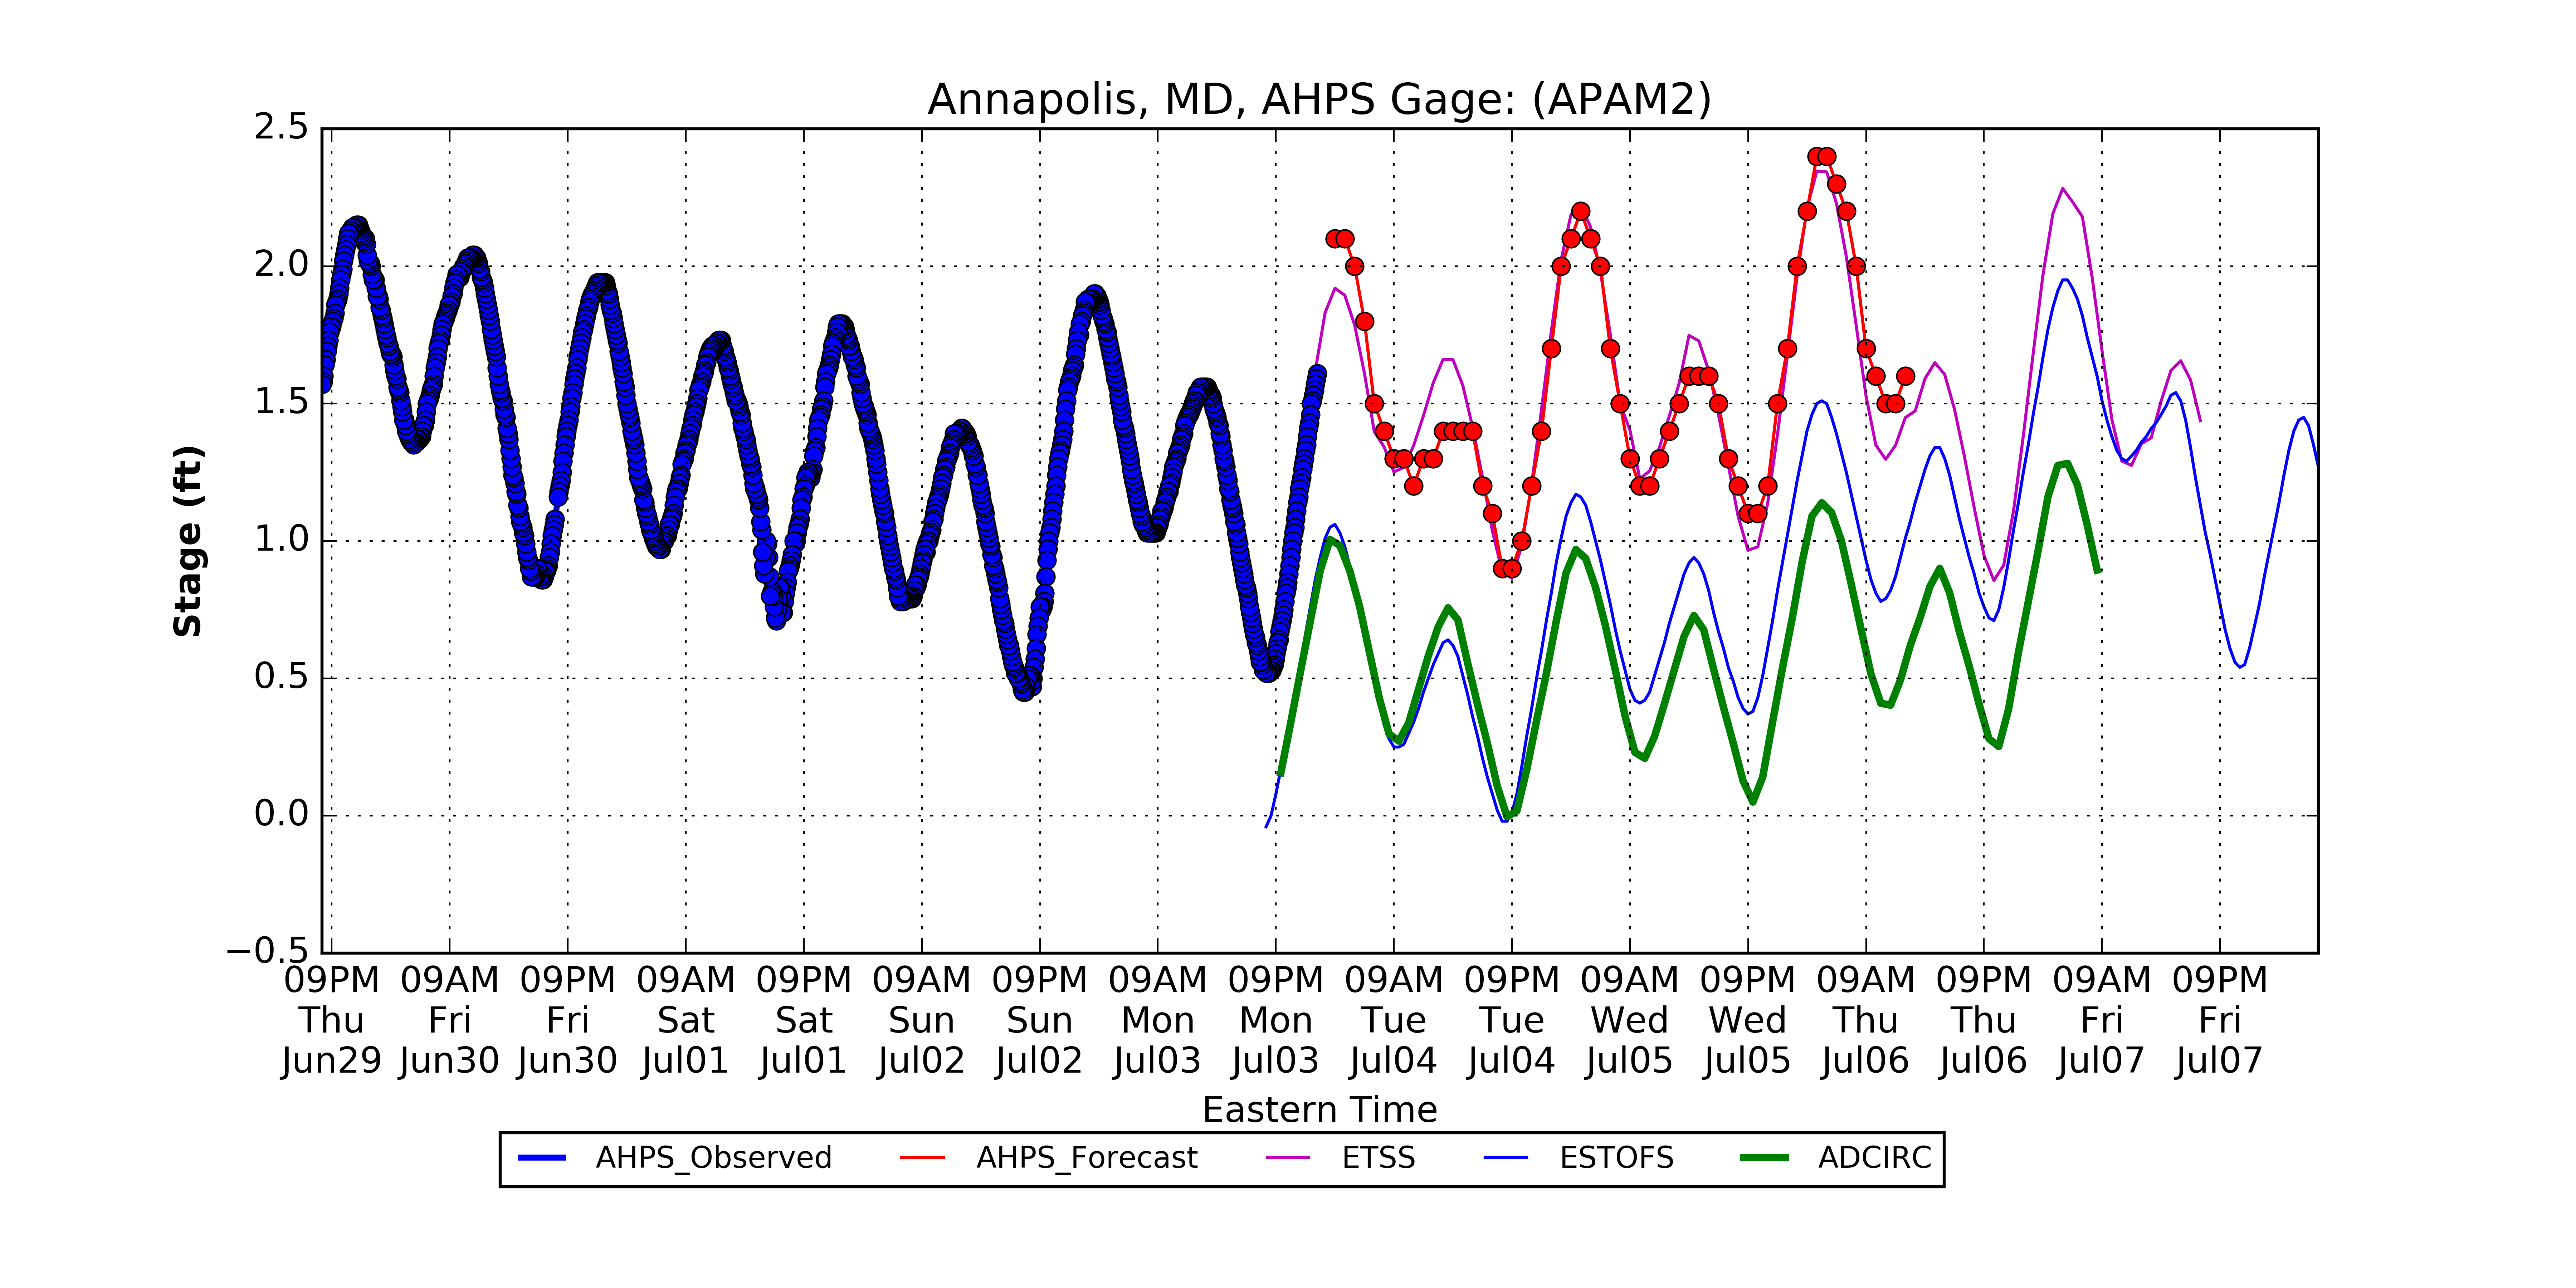 Annapolis, MD, AHPS Gage: (APAM2)
2.5
2.0
1.5
1.0
0.5
0.0
−0.5
Stage (ft)
09PM 09AM 09PM 09AM 09PM 09AM 09PM 09AM 09PM 09AM 09PM 09AM 09PM 09AM 09PM 09AM 09PM
Thu Fri Fri Sat Sat Sun Sun Mon Mon Tue Tue Wed Wed Thu Thu Fri Fri
Jun29 Jun30 Jun30 Jul01 Jul01 Jul02 Jul02 Jul03 Jul03 Jul04 Jul04 Jul05 Jul05 Jul06 Jul06 Jul07 Jul07
Eastern Time
AHPS_Observed AHPS_Forecast ETSS ESTOFS ADCIRC